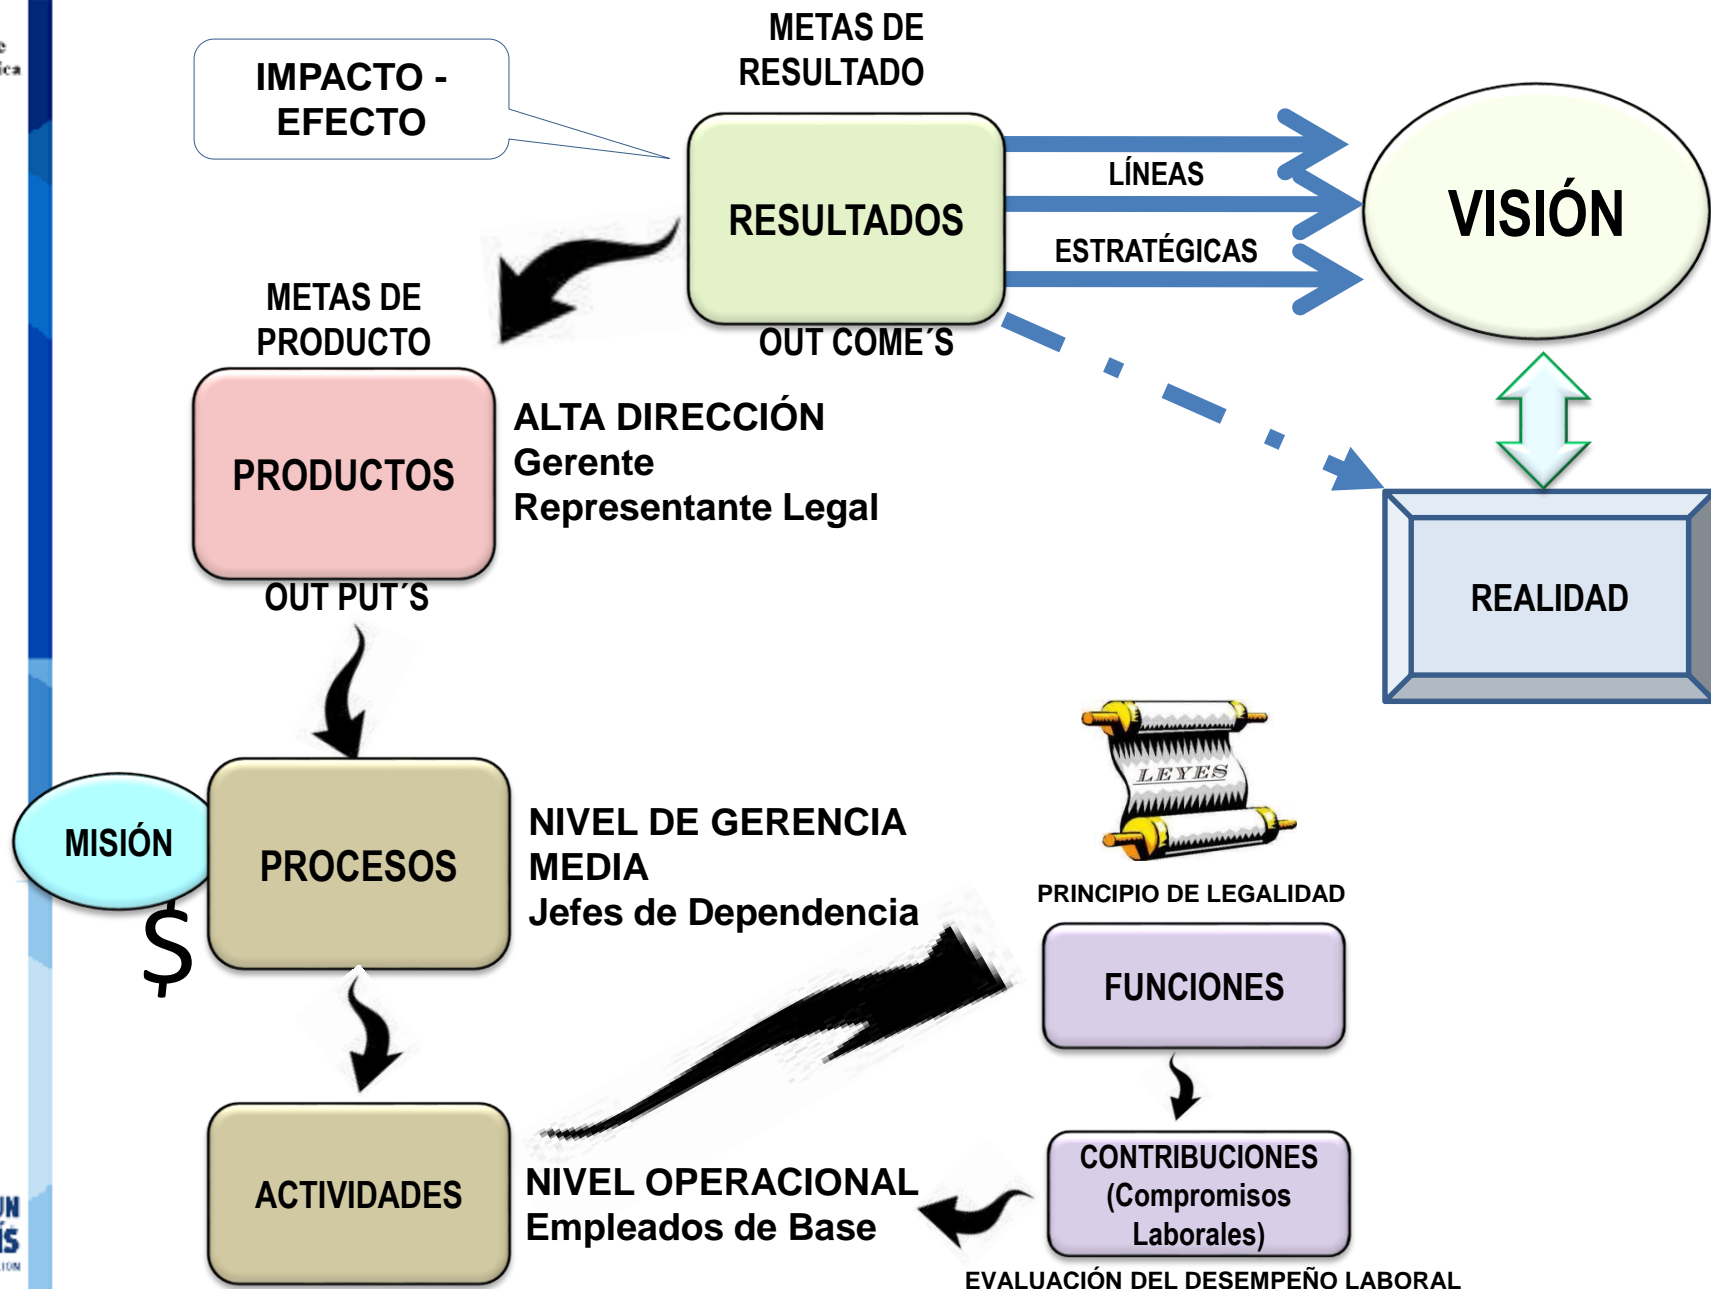 METAS DE
RESULTADO
IMPACTO -
EFECTO
RESULTADOS
LÍNEAS
ESTRATÉGICAS
VISIÓN
OUT COME´S
METAS DE
PRODUCTO
PRODUCTOS
ALTA DIRECCIÓN
Gerente
Representante Legal
OUT PUT´S
REALIDAD
LEYES
MISIÓN
$
PROCESOS
NIVEL DE GERENCIA
MEDIA
Jefes de Dependencia
PRINCIPIO DE LEGALIDAD
FUNCIONES
ACTIVIDADES
NIVEL OPERACIONAL
Empleados de Base
CONTRIBUCIONES
(Compromisos
Laborales)
EVALUACIÓN DEL DESEMPEÑO LABORAL